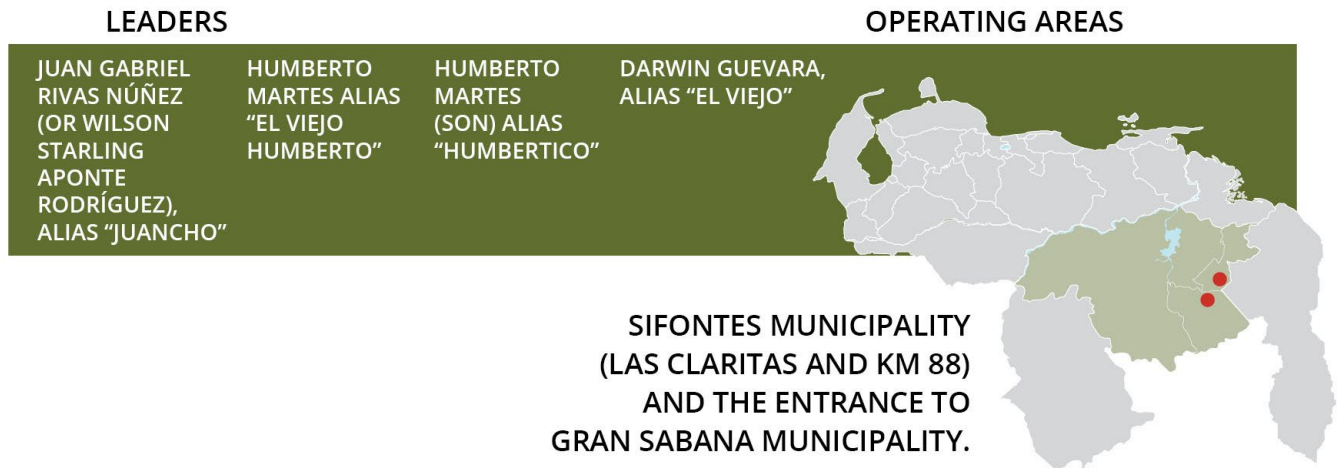 LEADERS
OPERATING AREAS
JUAN GABRIEL
RIVAS NÚÑEZ
(OR WILSON
STARLING
APONTE
RODRÍGUEZ),
ALIAS “JUANCHO”
HUMBERTO
MARTES ALIAS
“EL VIEJO
HUMBERTO”
HUMBERTO
MARTES
(SON) ALIAS
“HUMBERTICO”
DARWIN GUEVARA,
ALIAS “EL VIEJO”
SIFONTES MUNICIPALITY
(LAS CLARITAS AND KM 88)
AND THE ENTRANCE TO
GRAN SABANA MUNICIPALITY.